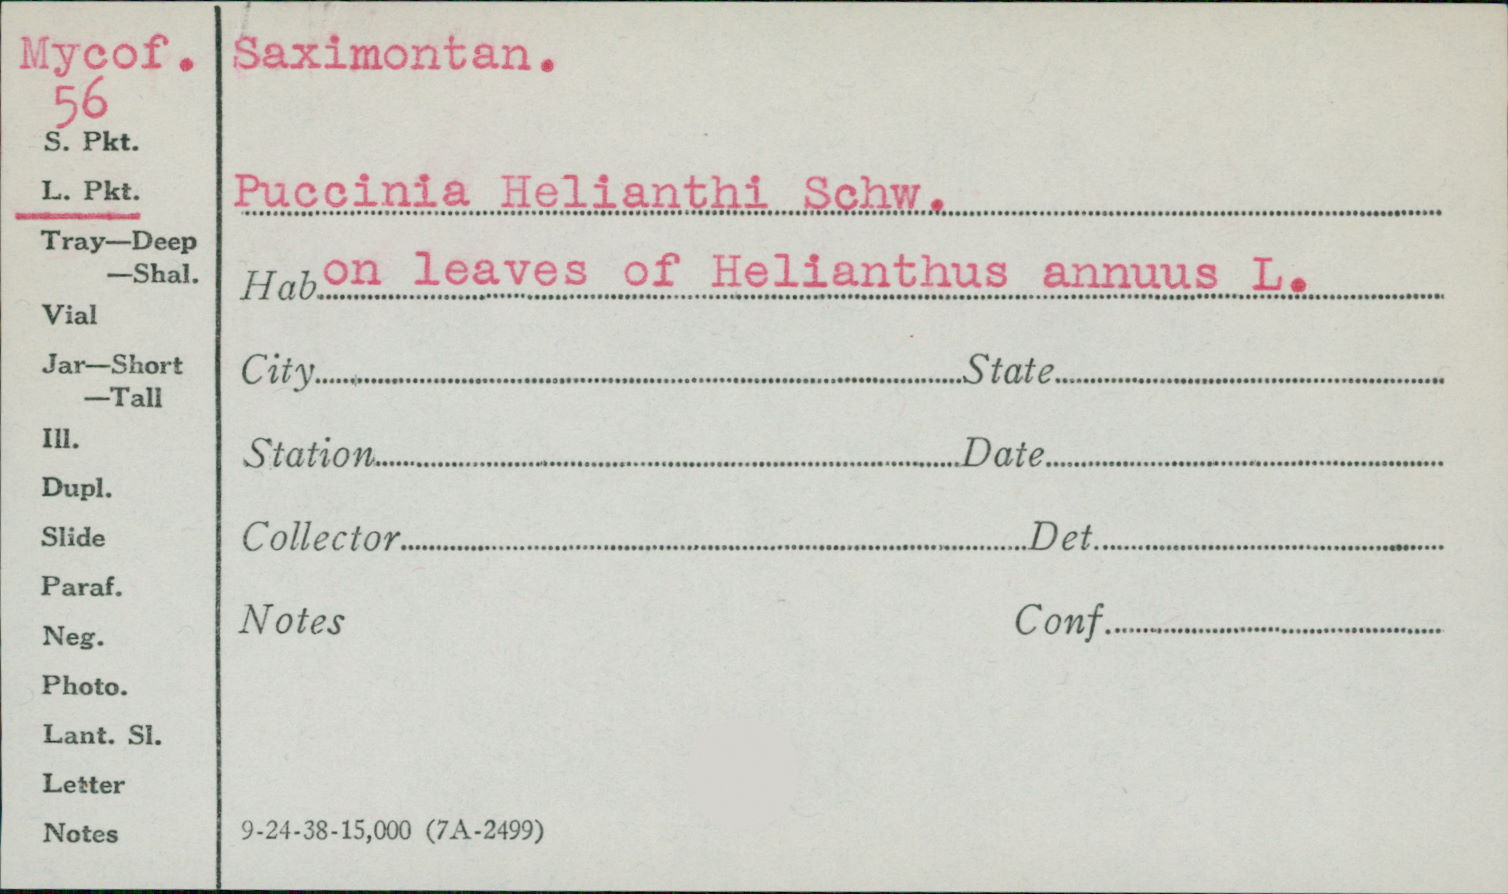 Mycof. Saximontan.
56
S. Pkt.
L. Pkt.
Puccinia Helianthi Schw.
Tray—Deep
—Shal.
Hab. on leaves of Helianthus annuus L.
Vial
Jar—Short
—Tall
City State
Ill.
Station Date
Dupl.
Slide
Collector Det.
Paraf.
Neg.
Notes Conf.
Photo.
Lant. Sl.
Letter
Notes
9-24-38-15,000 (7A-2499)